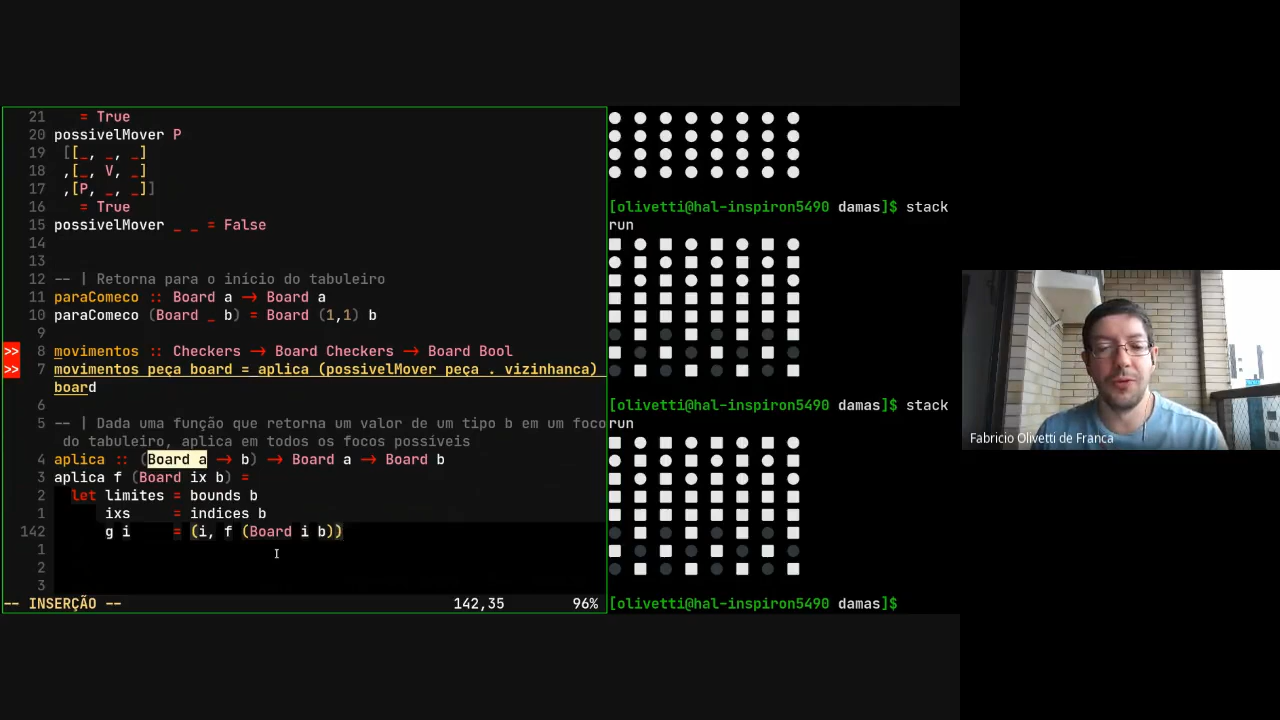 21 = True
20 possivelMover P
19 [[_, _, _]
18 ,[_, V, _]
17 ,[P, _, _]]
16 = True
15 possivelMover _ _ = False
14
13
12 -- | Retorna para o início do tabuleiro
11 paraComeco :: Board a → Board a
10 paraComeco (Board _ b) = Board (1,1) b
9
>> 8 movimentos :: Checkers → Board Checkers → Board Bool
>> 7 movimentos peça board = aplica (possivelMover peça . vizinhanca)
board
6
5 -- | Dada uma função que retorna um valor de um tipo b em um foco
do tabuleiro, aplica em todos os focos possiveis
4 aplica :: (Board a → b) → Board a → Board b
3 aplica f (Board ix b) =
2 let limites = bounds b
1 ixs = indices b
142 g i = (i, f (Board i b))
1
2
3
-- INSERÇÃO -- 142,35 96%
[olivetti@hal-inspiron5490 damas]$ stack
run
[olivetti@hal-inspiron5490 damas]$ stack
run
[olivetti@hal-inspiron5490 damas]$
Fabricio Olivetti de Franca